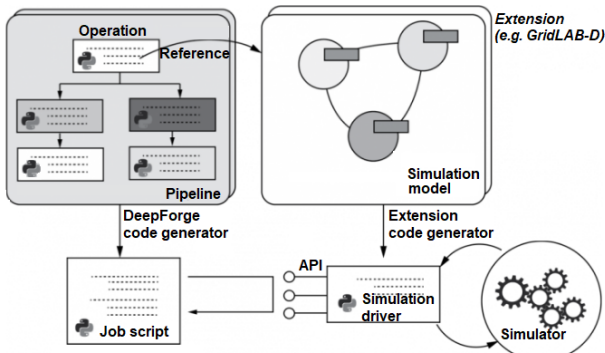 Operation
Reference
Pipeline
Extension
(e.g. GridLAB-D)
Simulation
model
DeepForge
code generator
Extension
code generator
Job script
API
Simulation
driver
Simulator